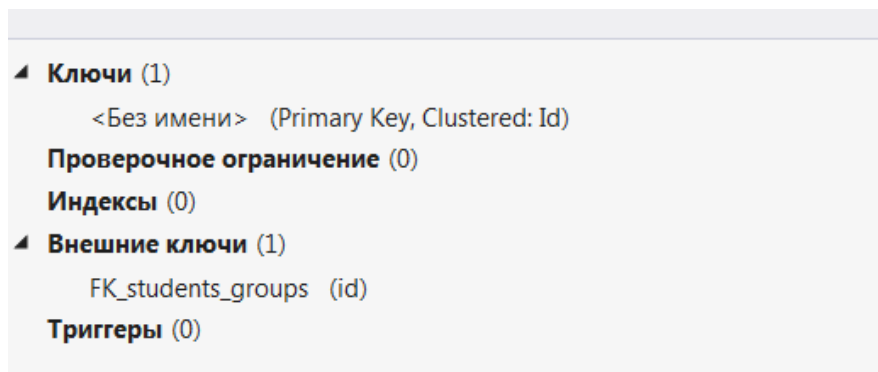 Ключи (1)
<Без имени> (Primary Key, Clustered: Id)
Проверочное ограничение (0)
Индексы (0)
Внешние ключи (1)
FK_students_groups (id)
Триггеры (0)